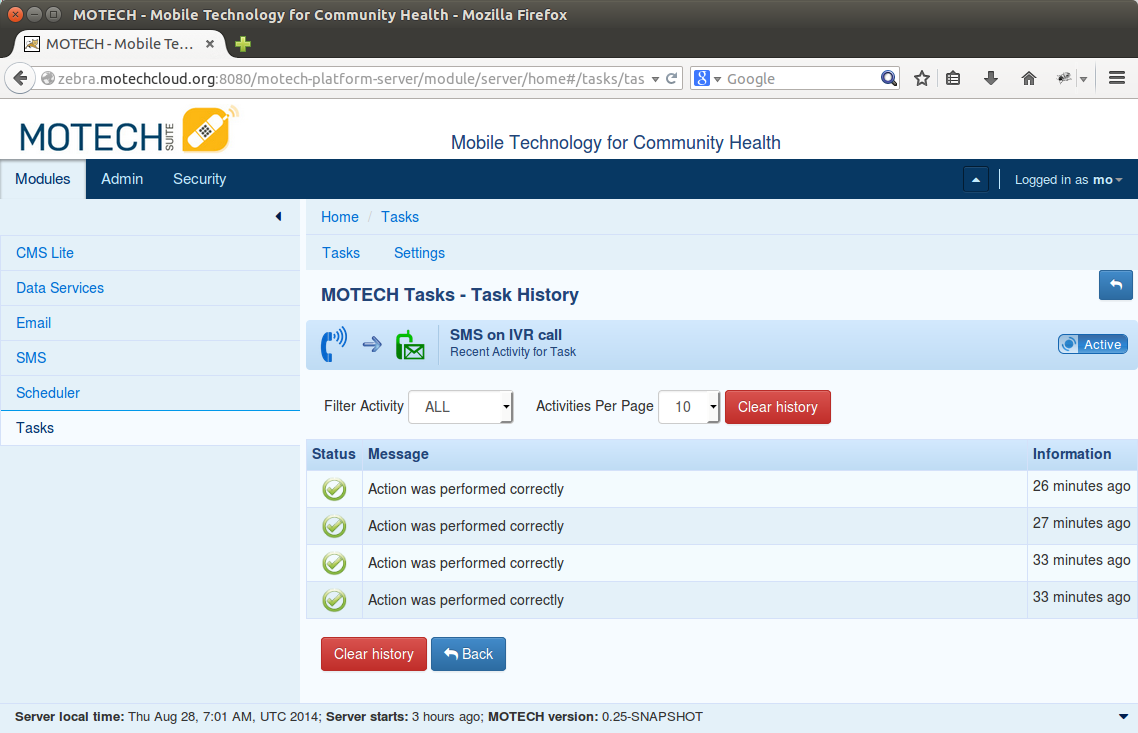 MOTECH - Mobile Technology for Community Health - Mozilla Firefox
MOTECH - Mobile Te...
zebra.motechcloud.org:8080/motech-platform-server/module/server/home#/tasks/tas
Google
MOTECH SUITE
Mobile Technology for Community Health
Modules Admin Security Logged in as mo
Home / Tasks
Tasks Settings
CMS Lite
Data Services
Email
SMS
Scheduler
Tasks
MOTECH Tasks - Task History
SMS on IVR call
Recent Activity for Task
Active
Filter Activity ALL Activities Per Page 10 Clear history
Status Message Information
Action was performed correctly 26 minutes ago
Action was performed correctly 27 minutes ago
Action was performed correctly 33 minutes ago
Action was performed correctly 33 minutes ago
Clear history Back
Server local time: Thu Aug 28, 7:01 AM, UTC 2014; Server starts: 3 hours ago; MOTECH version: 0.25-SNAPSHOT